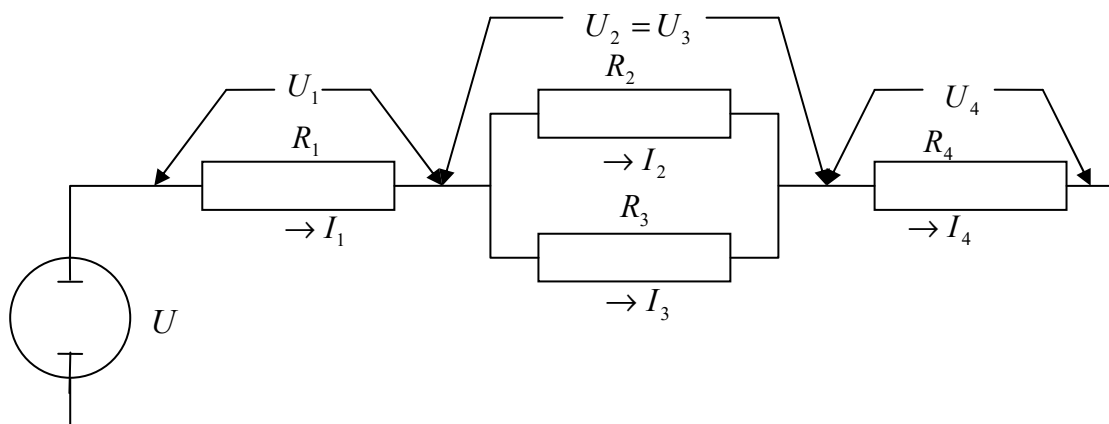 U₂ = U₃
R₂
U₁
U₄
R₁
R₄
→ I₂
R₃
→ I₁
→ I₄
→ I₃
U